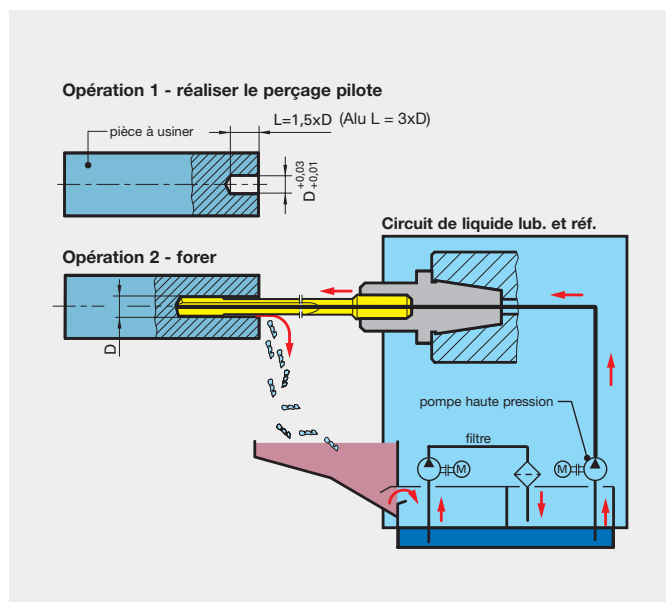 Opération 1 - réaliser le perçage pilote
L=1,5xD (Alu L = 3xD)
pièce à usiner
D +0,03 +0,01
Circuit de liquide lub. et réf.
Opération 2 - forer
D
pompe haute pression
filtre
M
M